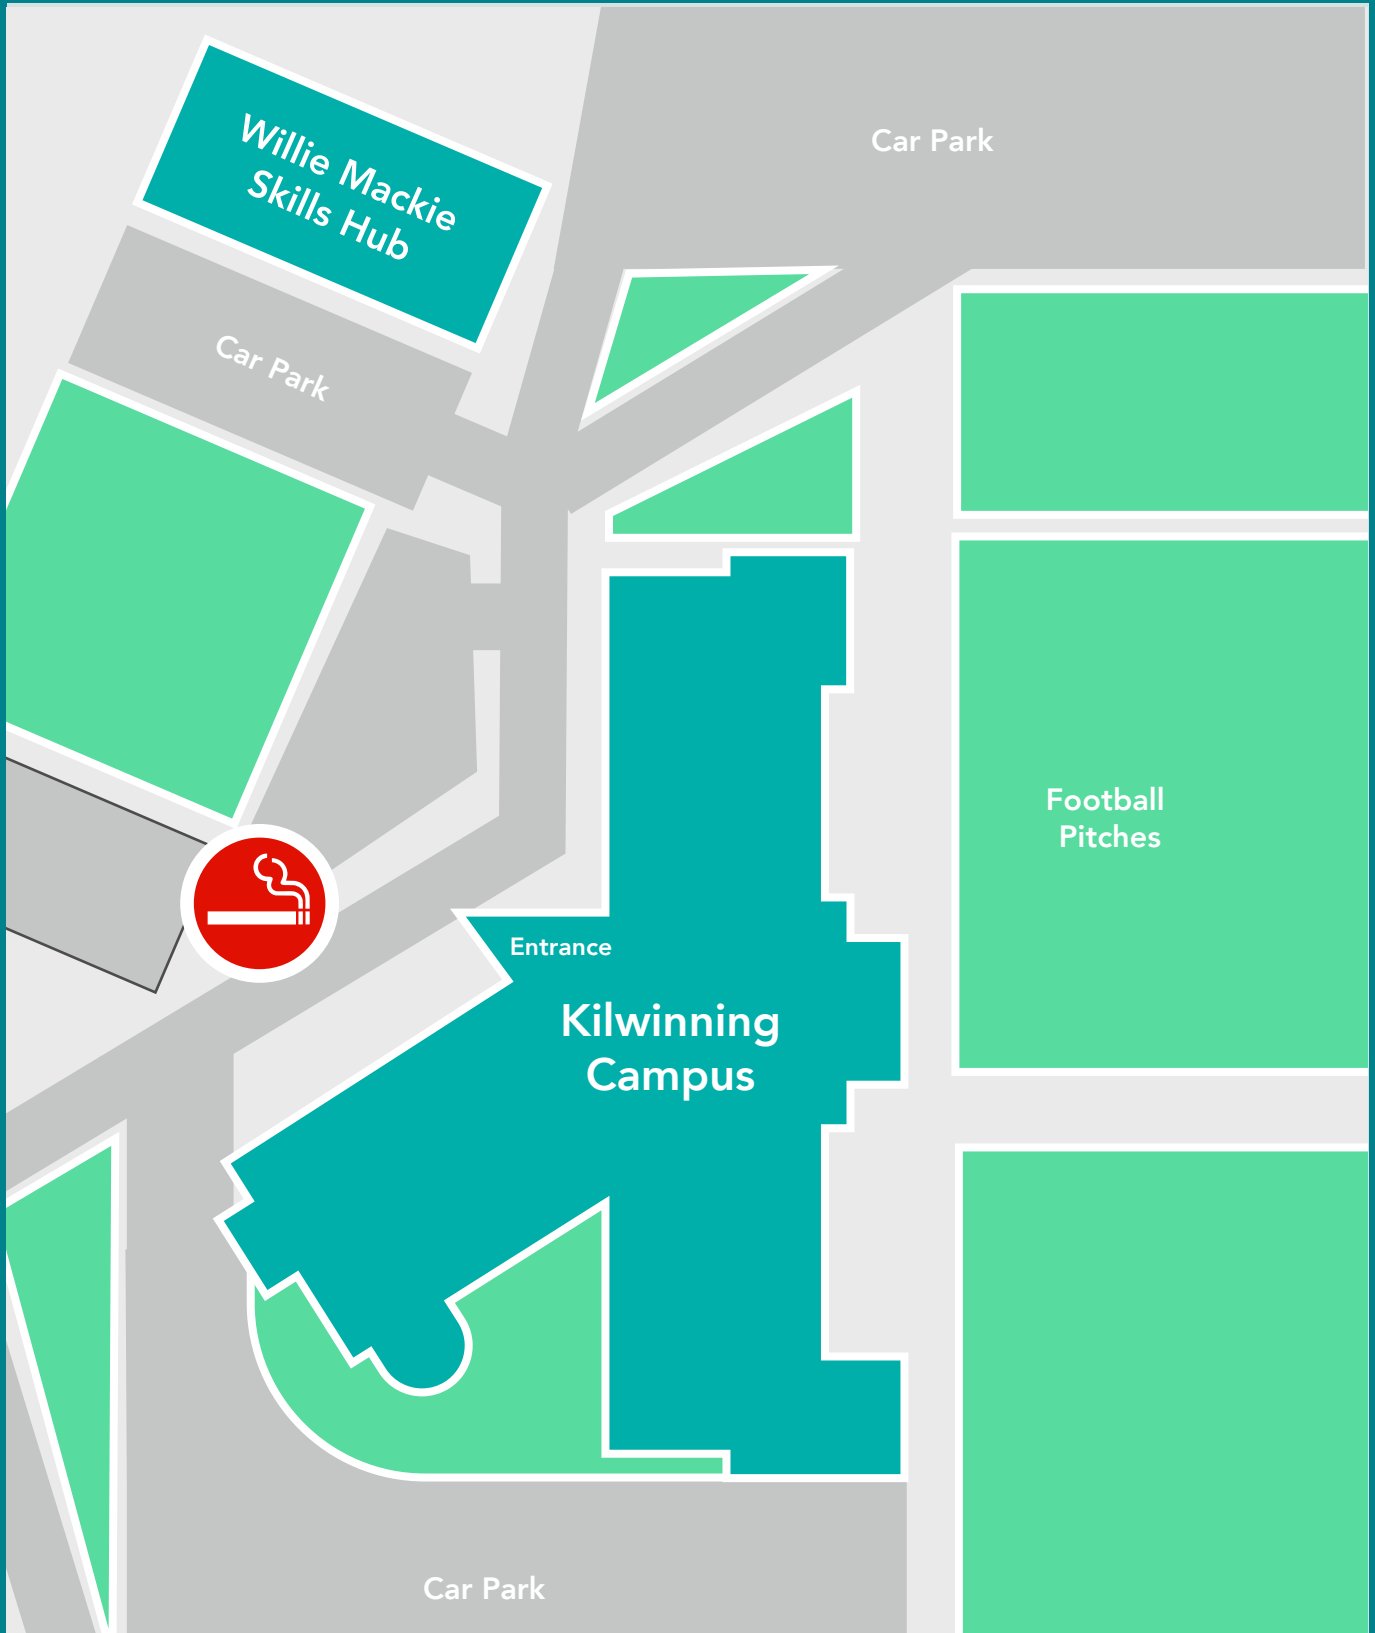 Willie Mackie
Skills Hub
Car Park
Car Park
Football
Pitches
Entrance
Kilwinning
Campus
Car Park